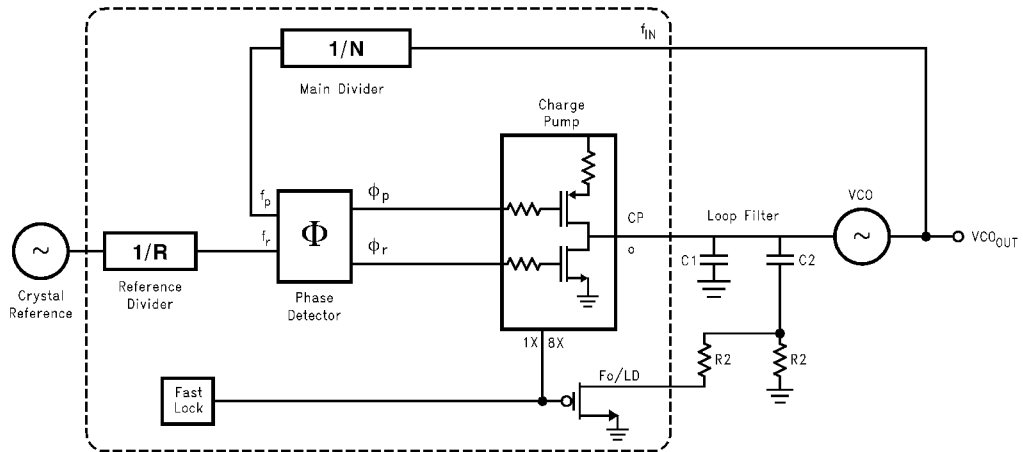 1/N
Main Divider
f_IN
Charge
Pump
f_p
ϕ_p
VCO
CP
o
Loop Filter
~
1/R
f_r
Φ
ϕ_r
~
VCO_OUT
C1
C2
Crystal
Reference
Reference
Divider
Phase
Detector
1X
8X
R2
R2
Fast
Lock
Fo/LD